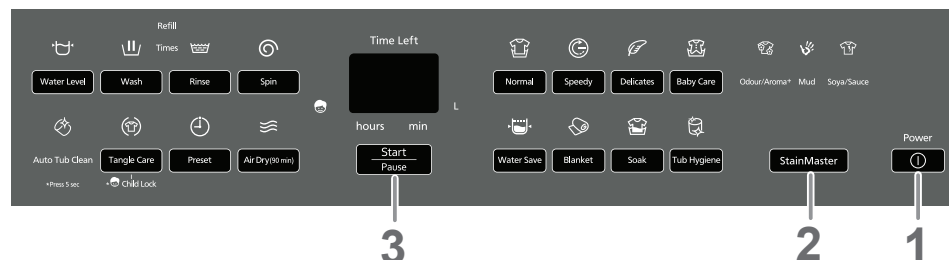 Refill
Times
Time Left
Water Level
Wash
Rinse
Spin
L
hours min
Normal
Speedy
Delicates
Baby Care
Odour/Aroma* Mud Soya/Sauce
Auto Tub Clean
*Press 5 sec
Tangle Care
* Child Lock
Preset
Air Dry(90 min)
Start
Pause
Water Save
Blanket
Soak
Tub Hygiene
StainMaster
Power
3
2
1